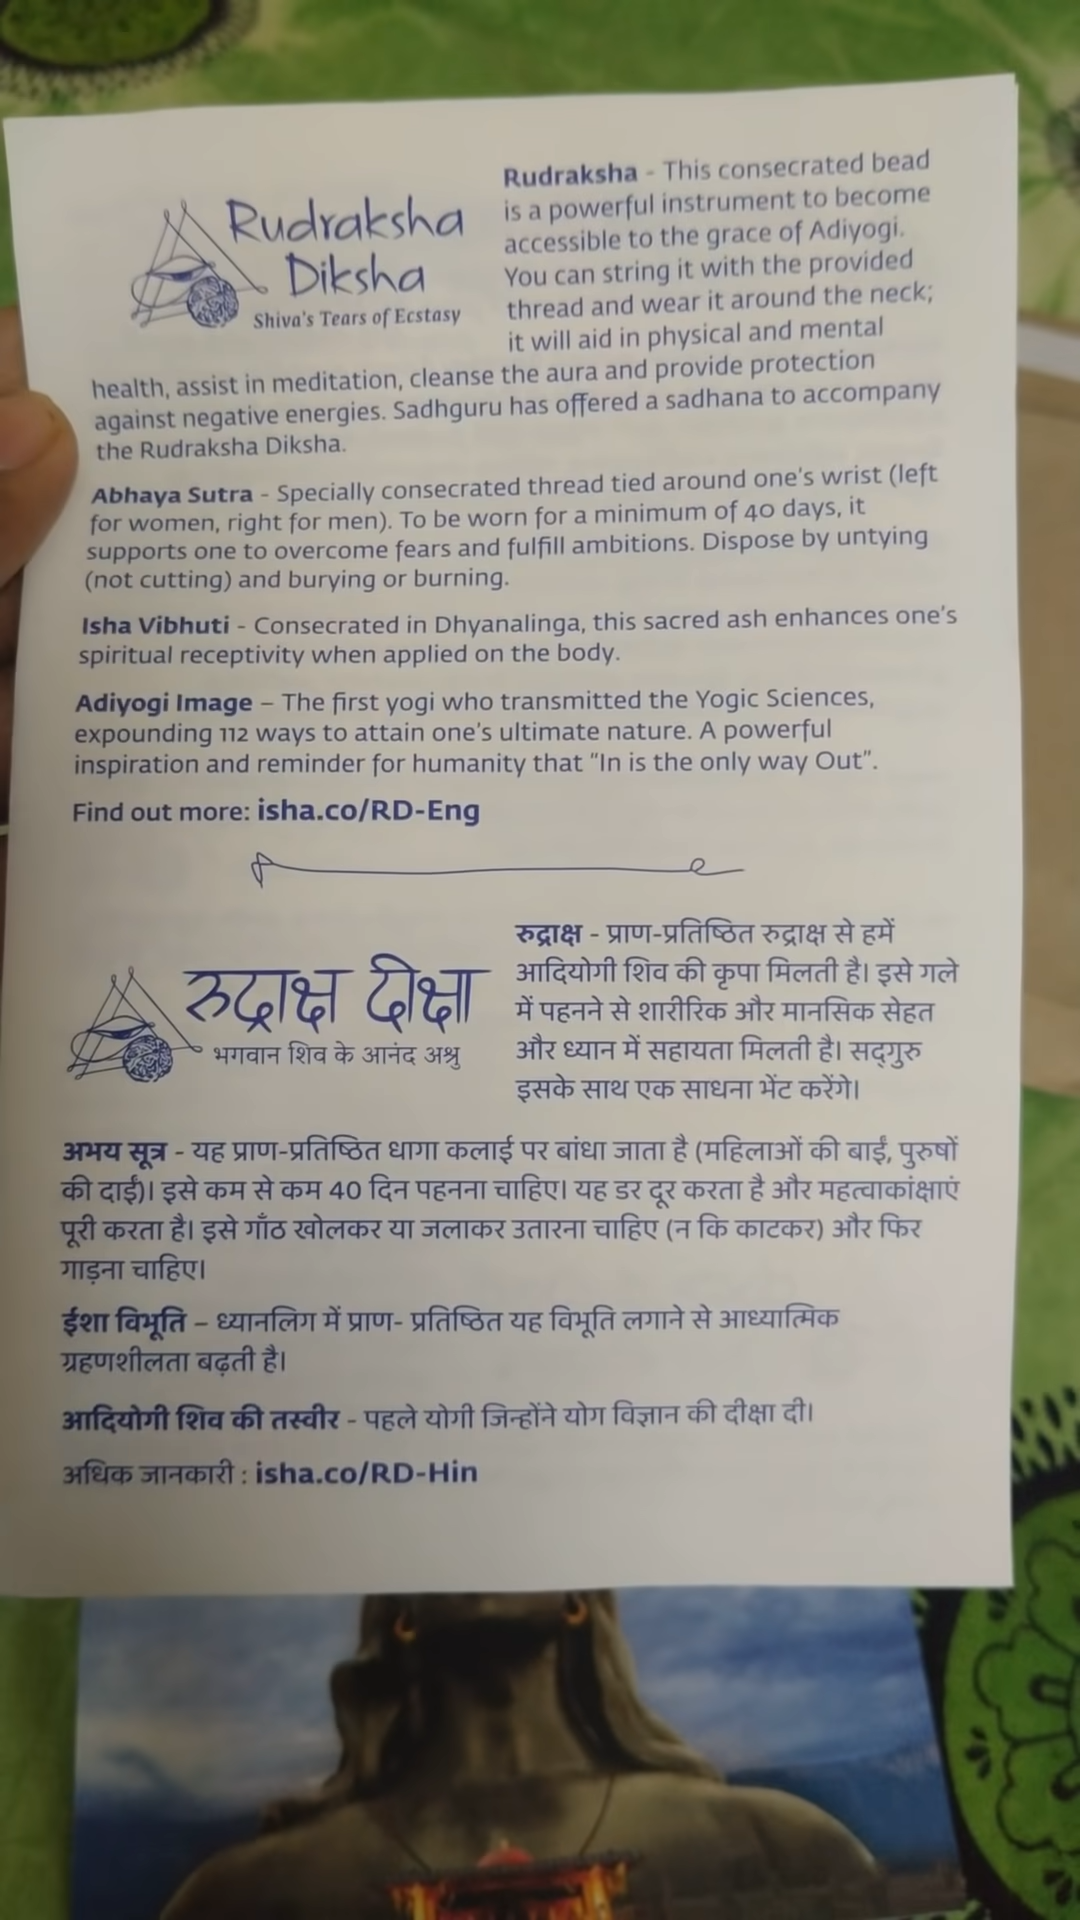 Rudraksha
Diksha
Shiva's Tears of Ecstasy
Rudraksha - This consecrated bead
is a powerful instrument to become
accessible to the grace of Adiyogi.
You can string it with the provided
thread and wear it around the neck;
it will aid in physical and mental
health, assist in meditation, cleanse the aura and provide protection
against negative energies. Sadhguru has offered a sadhana to accompany
the Rudraksha Diksha.
Abhaya Sutra - Specially consecrated thread tied around one's wrist (left
for women, right for men). To be worn for a minimum of 40 days, it
supports one to overcome fears and fulfill ambitions. Dispose by untying
(not cutting) and burying or burning.
Isha Vibhuti - Consecrated in Dhyanalinga, this sacred ash enhances one's
spiritual receptivity when applied on the body.
Adiyogi Image – The first yogi who transmitted the Yogic Sciences,
expounding 112 ways to attain one's ultimate nature. A powerful
inspiration and reminder for humanity that “In is the only way Out”.
Find out more: isha.co/RD-Eng
रुद्राक्ष दीक्षा
भगवान शिव के आनंद अश्रु
रुद्राक्ष - प्राण-प्रतिष्ठित रुद्राक्ष से हमें
आदियोगी शिव की कृपा मिलती है। इसे गले
में पहनने से शारीरिक और मानसिक सेहत
और ध्यान में सहायता मिलती है। सद्‌गुरु
इसके साथ एक साधना भेंट करेंगे।
अभय सूत्र - यह प्राण-प्रतिष्ठित धागा कलाई पर बांधा जाता है (महिलाओं की बाईं, पुरुषों
की दाईं)। इसे कम से कम 40 दिन पहनना चाहिए। यह डर दूर करता है और महत्वाकांक्षाएं
पूरी करता है। इसे गाँठ खोलकर या जलाकर उतारना चाहिए (न कि काटकर) और फिर
गाड़ना चाहिए।
ईशा विभूति – ध्यानलिग में प्राण- प्रतिष्ठित यह विभूति लगाने से आध्यात्मिक
ग्रहणशीलता बढ़ती है।
आदियोगी शिव की तस्वीर - पहले योगी जिन्होंने योग विज्ञान की दीक्षा दी।
अधिक जानकारी : isha.co/RD-Hin